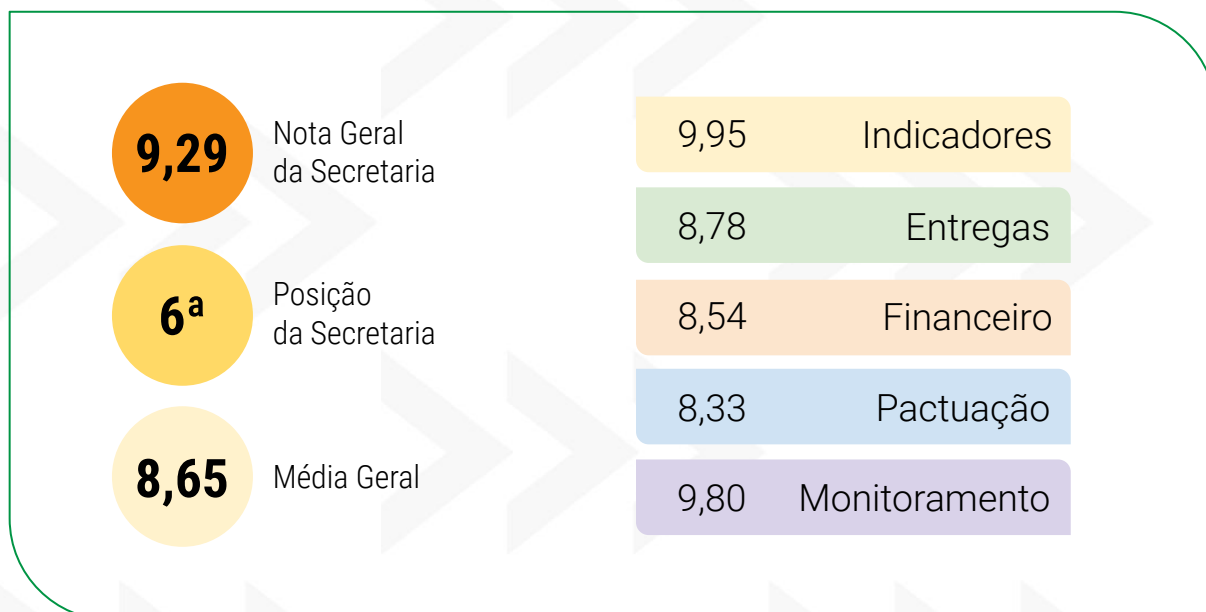 9,29
Nota Geral
da Secretaria
6ª
Posição
da Secretaria
8,65
Média Geral
9,95 Indicadores
8,78 Entregas
8,54 Financeiro
8,33 Pactuação
9,80 Monitoramento